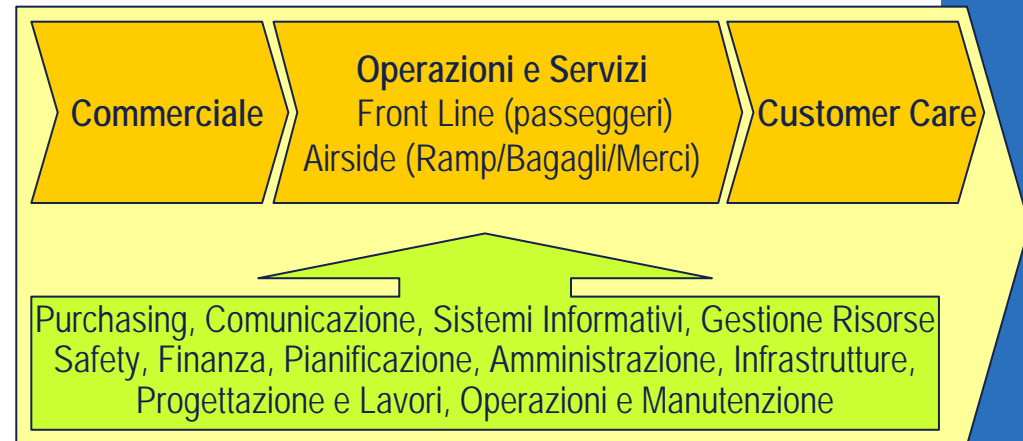 Commerciale
Operazioni e Servizi
Front Line (passeggeri)
Airside (Ramp/Bagagli/Merci)
Customer Care
Purchasing, Comunicazione, Sistemi Informativi, Gestione Risorse
Safety, Finanza, Pianificazione, Amministrazione, Infrastrutture,
Progettazione e Lavori, Operazioni e Manutenzione